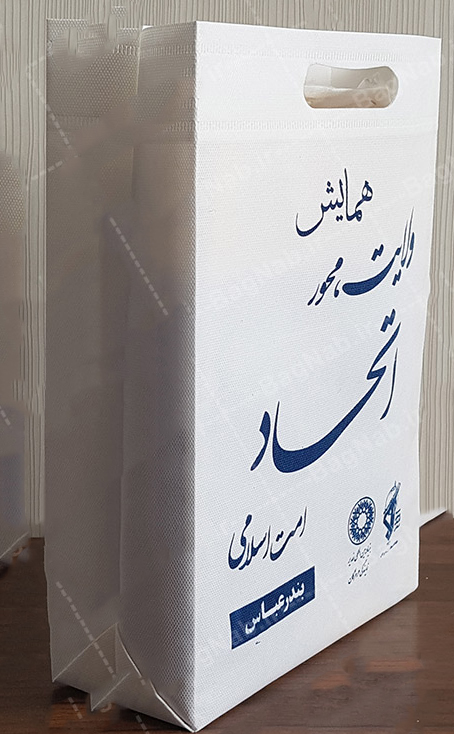 همایش
ولایت، محور
اتحاد
امت اسلامی
بندرعباس